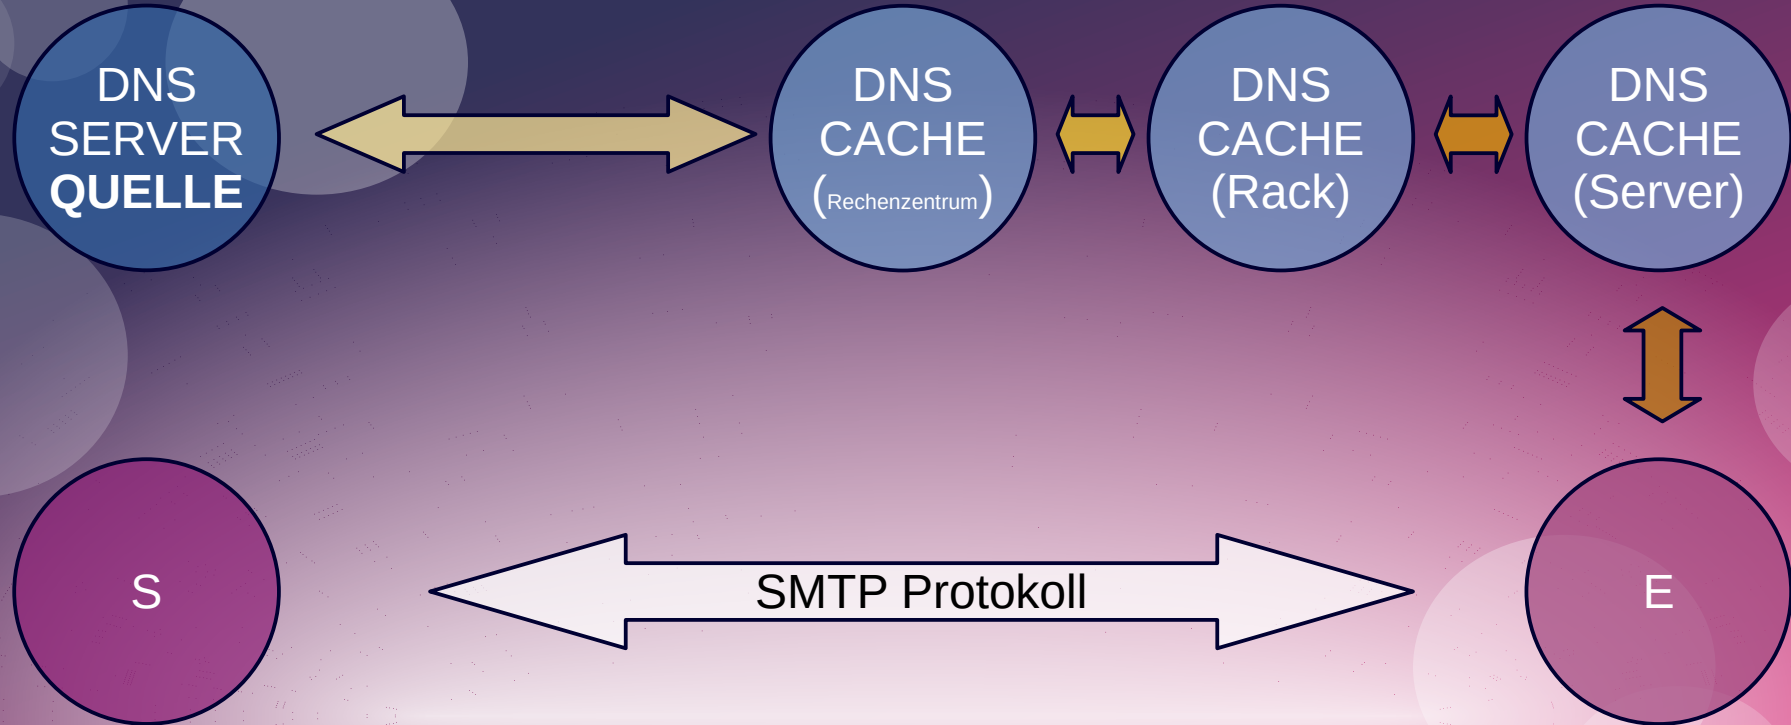 DNS
SERVER
QUELLE
DNS
CACHE
(Rechenzentrum)
DNS
CACHE
(Rack)
DNS
CACHE
(Server)
S
SMTP Protokoll
E